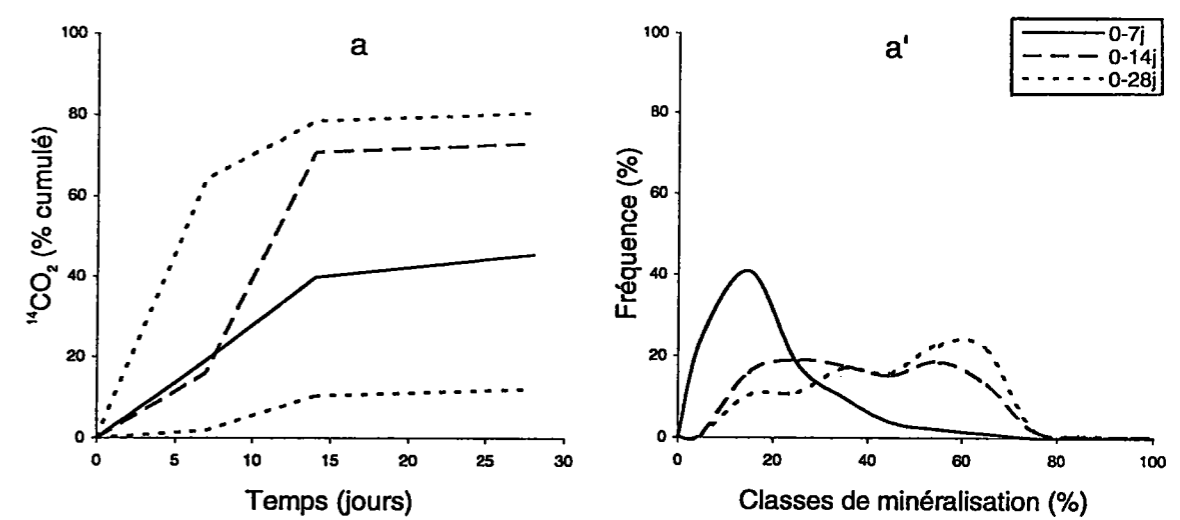 a
100
80
60
40
20
0
¹⁴CO₂ (% cumulé)
0 5 10 15 20 25 30
Temps (jours)
a'
0-7j
0-14j
0-28j
100
80
60
40
20
0
Fréquence (%)
0 20 40 60 80 100
Classes de minéralisation (%)